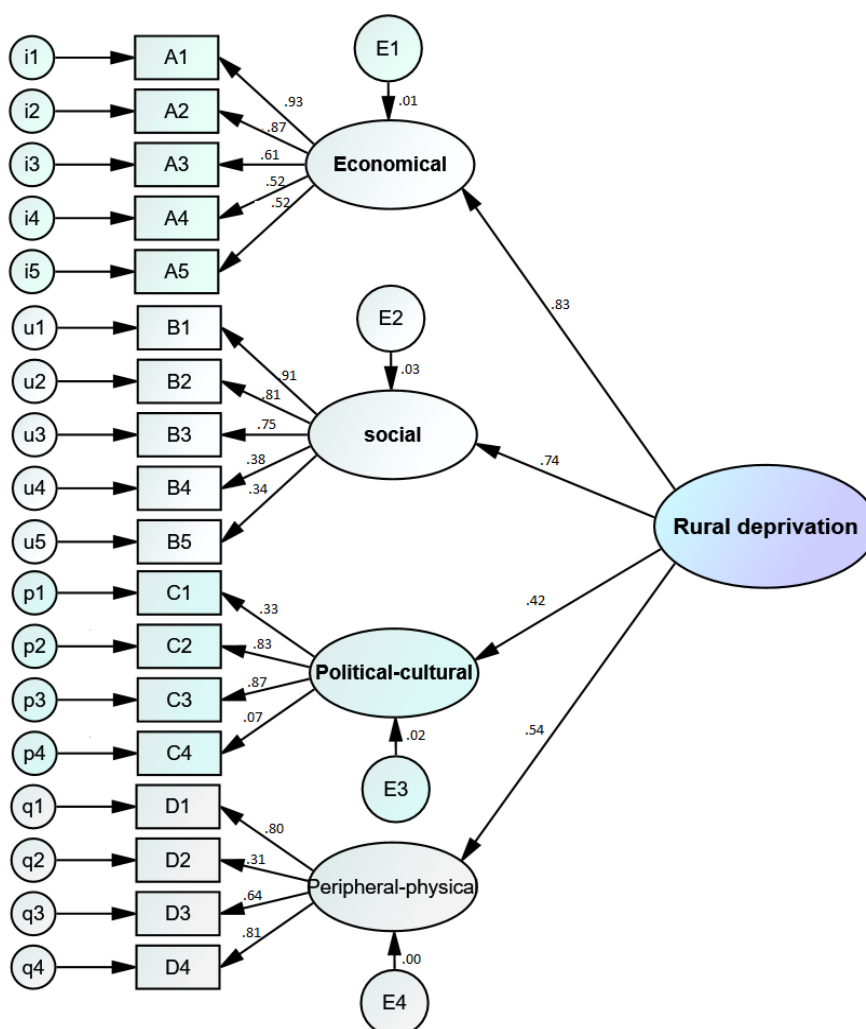 i1
A1
E1
.01
.93
i2
A2
.87
i3
A3
.61
Economical
i4
A4
.52
i5
A5
.52
.83
u1
B1
E2
.03
.91
u2
B2
.81
u3
B3
.75
social
u4
B4
.38
u5
B5
.34
.74
Rural deprivation
p1
C1
.33
.42
p2
C2
.83
Political-cultural
p3
C3
.87
p4
C4
.07
.02
E3
.54
q1
D1
.80
q2
D2
.31
Peripheral-physica
q3
D3
.64
q4
D4
.81
.00
E4